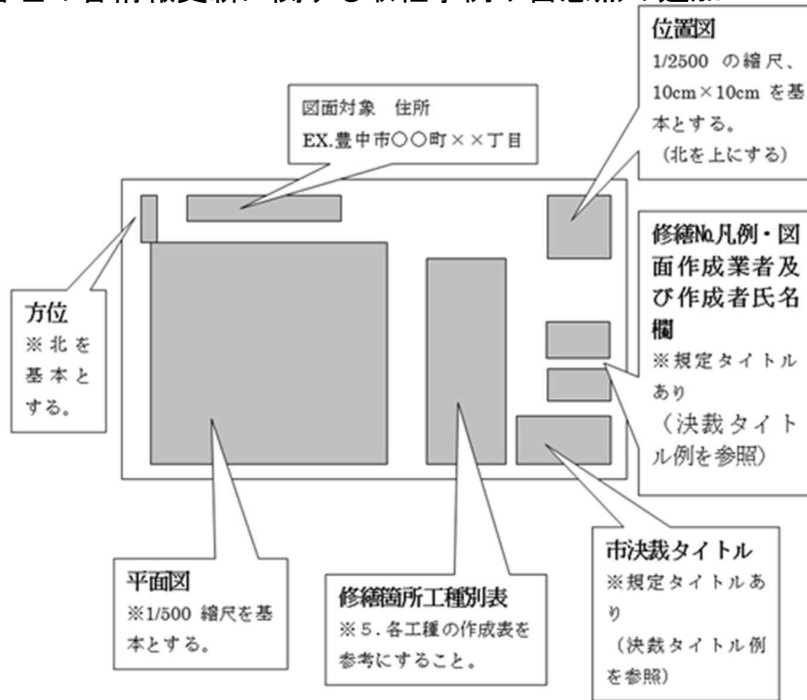 位置図
1/2500 の縮尺、
10cm×10cm を基
本とする。
（北を上にする）
図面対象　住所
EX.豊中市〇〇町××丁目
修繕№凡例・図
面作成業者及
び作成者氏名
欄
※規定タイトル
あり
（決裁タイト
ル例を参照）
方位
※北を
基本と
する。
平面図
※1/500 縮尺を基
本とする。
修繕箇所工種別表
※５.各工種の作成表を
参考にすること。
市決裁タイトル
※規定タイトルあ
り
（決裁タイトル例
を参照）